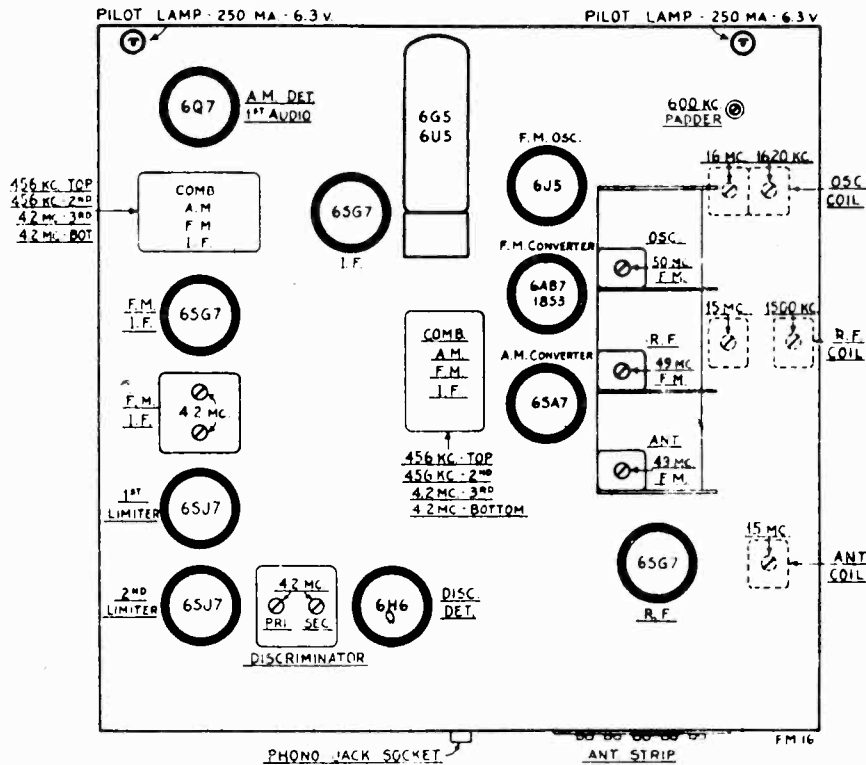 PILOT LAMP - 250 MA - 6.3 V.
PILOT LAMP - 250 MA - 6.3 V
6Q7
A.M. DET.
1ST AUDIO
6G5
6U5
600 KC.
PADDER
F.M. OSC.
6J5
16 MC.
1620 KC.
OSC
COIL
456 KC. TOP
456 KC - 2ND
4.2 MC - 3RD
4.2 MC - BOT
COMB
A.M
F M
I.F.
6SG7
I.F.
F.M. CONVERTER
6AB7
1853
OSC.
50 MC.
F.M.
F.M.
I.F.
6SG7
COMB.
A.M.
F.M.
I.F.
15 MC.
1500 KC.
R.F.
COIL
A.M. CONVERTER
6SA7
R.F.
49 MC.
F.M.
F.M.
I.F.
4.2 MC.
456 KC - TOP
456 KC - 2ND
4.2 MC - 3RD
4.2 MC - BOTTOM
ANT
43 MC.
F.M.
1ST
LIMITER
6SJ7
6SG7
R.F
15 MC.
ANT
COIL
2ND
LIMITER
6SJ7
4.2 MC.
PRI.
SEC.
DISCRIMINATOR
6H6
DISC.
DET.
PHONO JACK SOCKET
ANT STRIP
FM 16